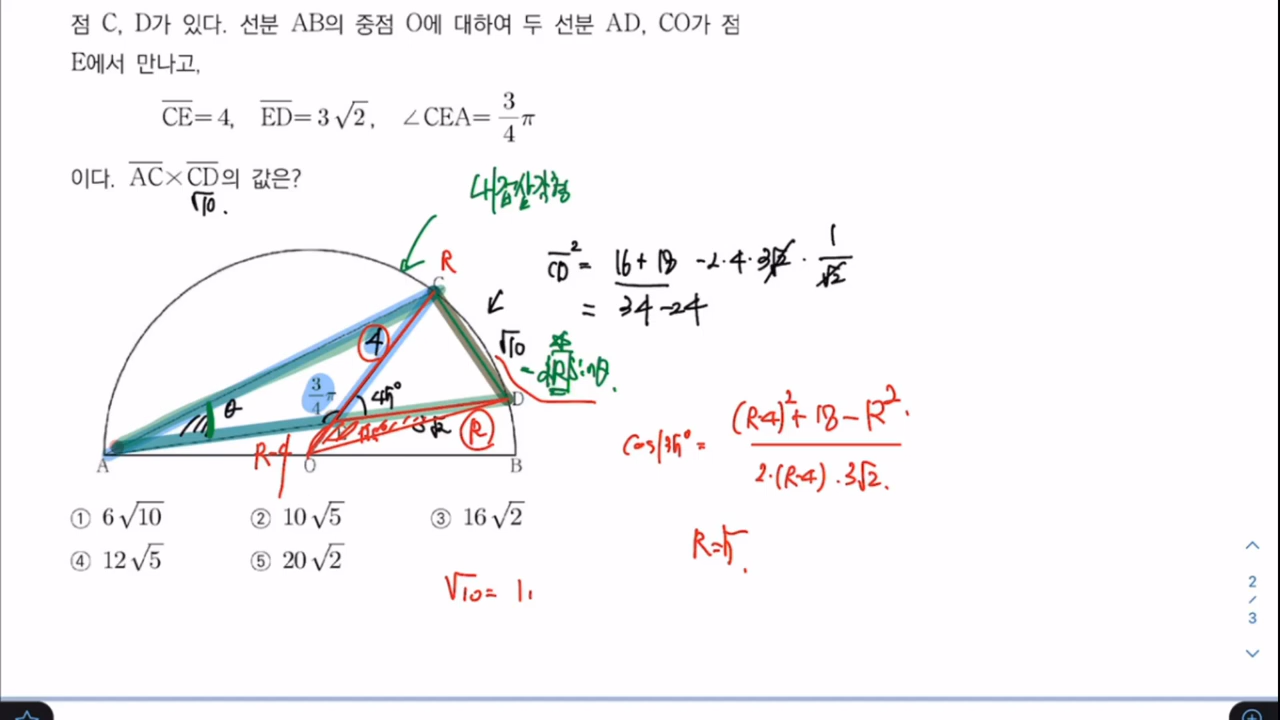 점 C, D가 있다. 선분 AB의 중점 O에 대하여 두 선분 AD, CO가 점
E에서 만나고,
CE=4, ED=3√2, ∠CEA=3/4π
이다. AC×CD의 값은?
√10.
R
CD²= 16+18 -2·4·3√2·1/√2
= 34-24
C
4
√10
3/4π
45°
θ
D
3√2
R
R-4
A
O
B
cos135°= (R-4)²+18-R² / 2·(R-4)·3√2.
R=5.
① 6√10 ② 10√5 ③ 16√2
④ 12√5 ⑤ 20√2
√10= 1
2
/
3